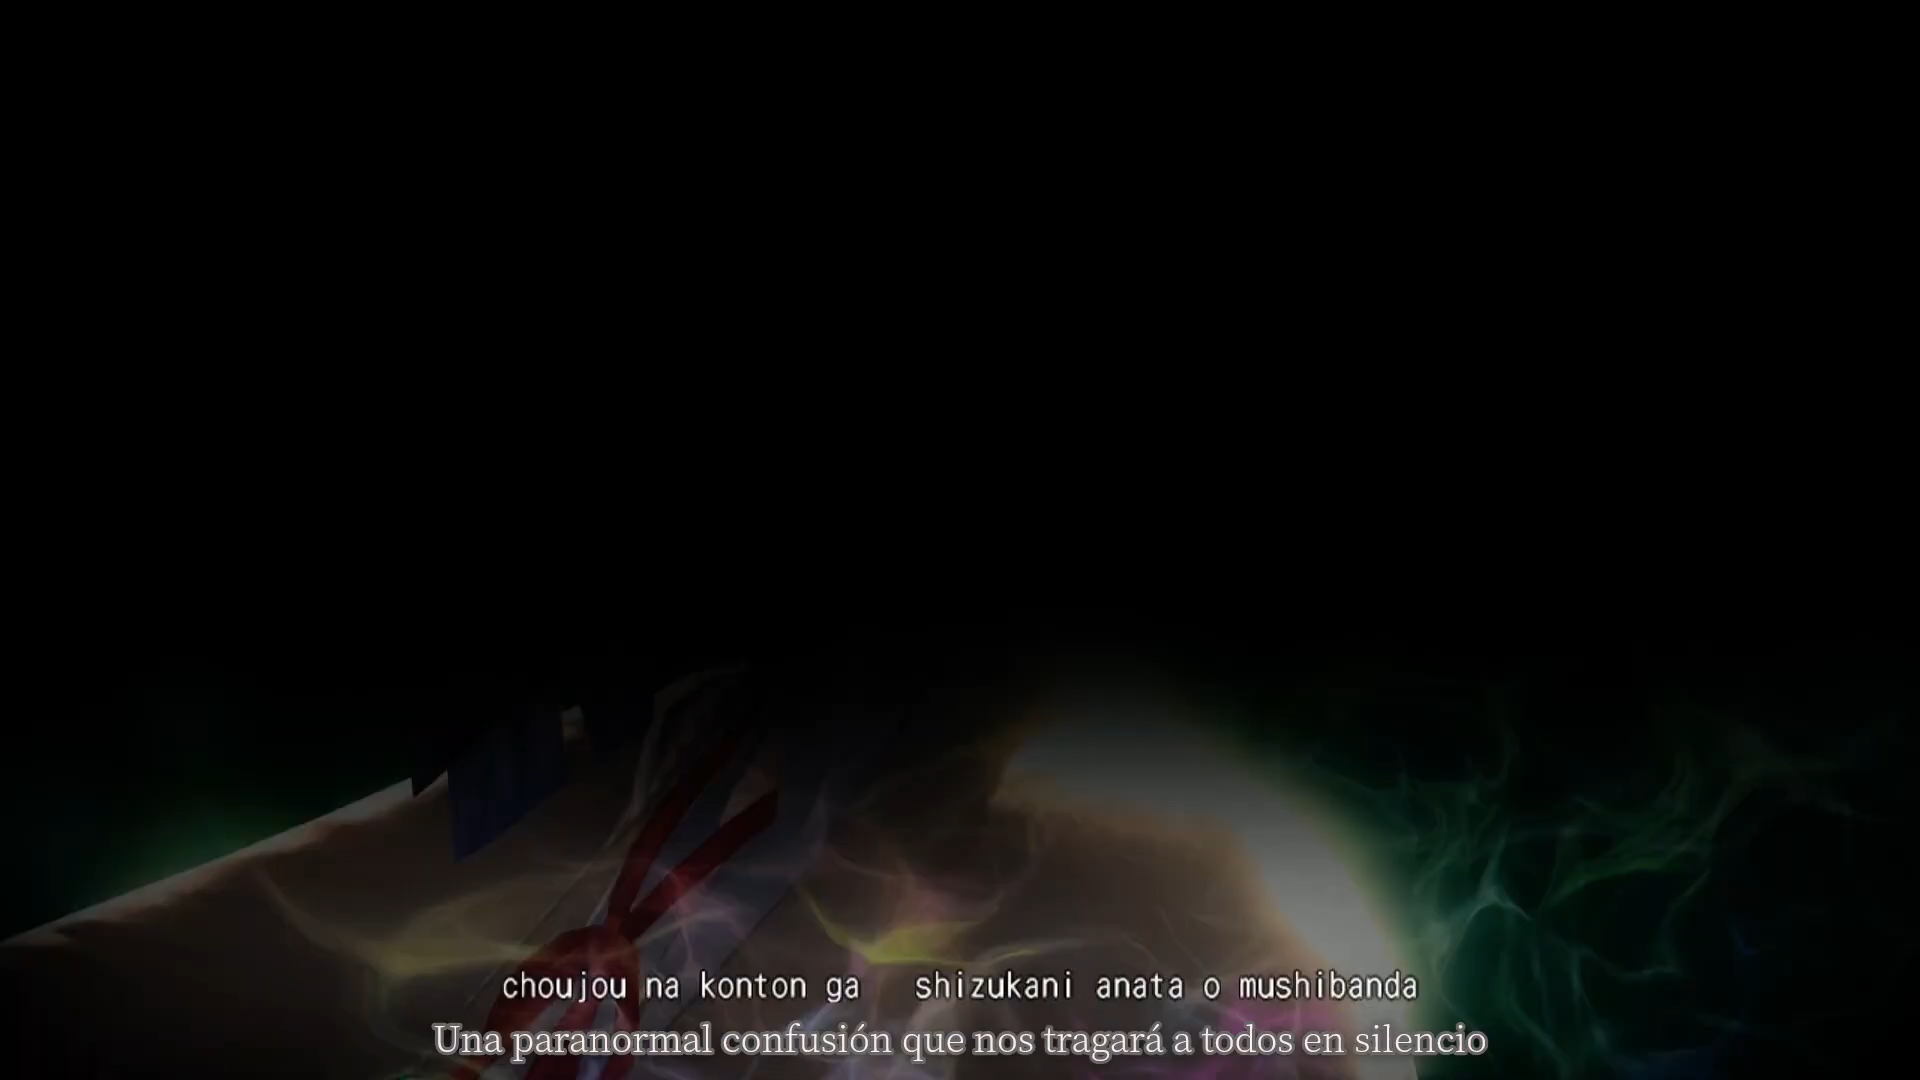 choujou na konton ga   shizukani anata o mushibanda
Una paranormal confusión que nos tragará a todos en silencio